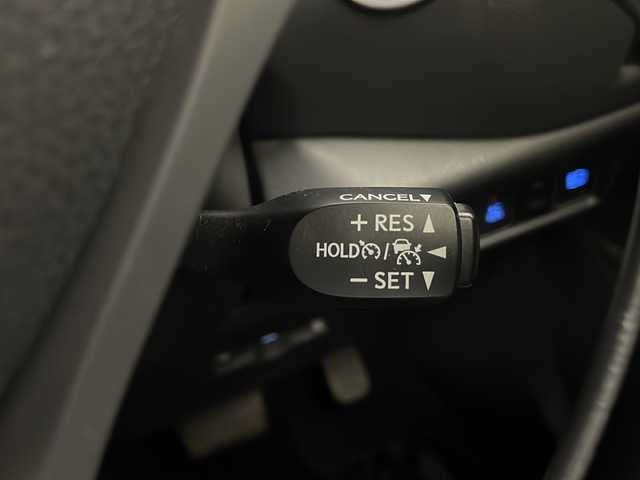 CANCEL▼
+ RES ▲
HOLD / ◀
− SET ▼